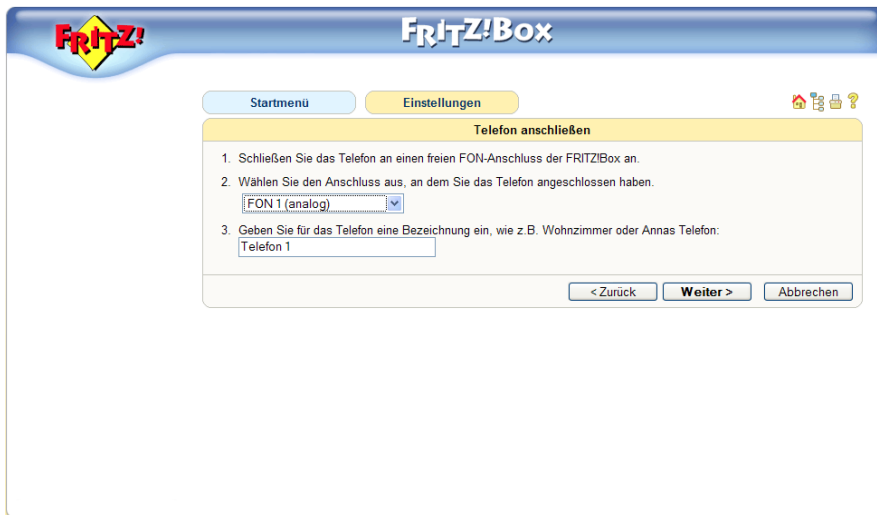 FRITZ!
FRITZ!BOX
Startmenü
Einstellungen
Telefon anschließen
1. Schließen Sie das Telefon an einen freien FON-Anschluss der FRITZ!Box an.
2. Wählen Sie den Anschluss aus, an dem Sie das Telefon angeschlossen haben.
FON 1 (analog)
3. Geben Sie für das Telefon eine Bezeichnung ein, wie z.B. Wohnzimmer oder Annas Telefon:
Telefon 1
< Zurück
Weiter >
Abbrechen